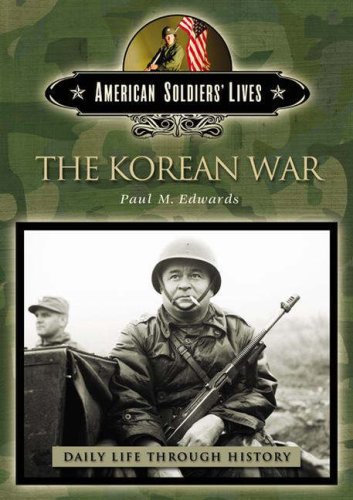 AMERICAN SOLDIERS' LIVES
THE KOREAN WAR
Paul M. Edwards
DAILY LIFE THROUGH HISTORY